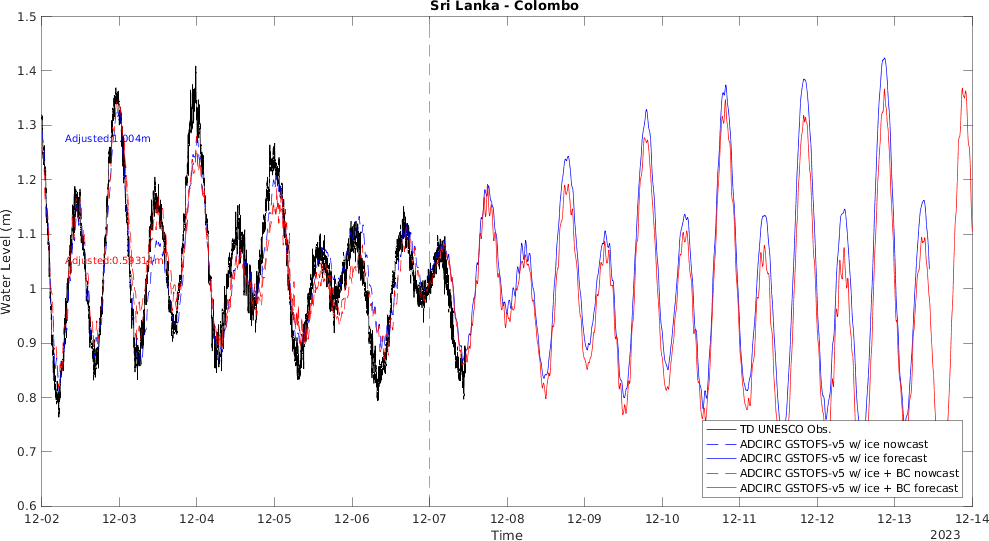 Sri Lanka - Colombo
1.5
1.4
1.3
1.2
1.1
1
0.9
0.8
0.7
0.6
Water Level (m)
Adjusted:1.004m
TD UNESCO Obs.
ADCIRC GSTOFS-v5 w/ ice nowcast
ADCIRC GSTOFS-v5 w/ ice forecast
ADCIRC GSTOFS-v5 w/ ice + BC nowcast
ADCIRC GSTOFS-v5 w/ ice + BC forecast
12-02 12-03 12-04 12-05 12-06 12-07 12-08 12-09 12-10 12-11 12-12 12-13 12-14
Time
2023